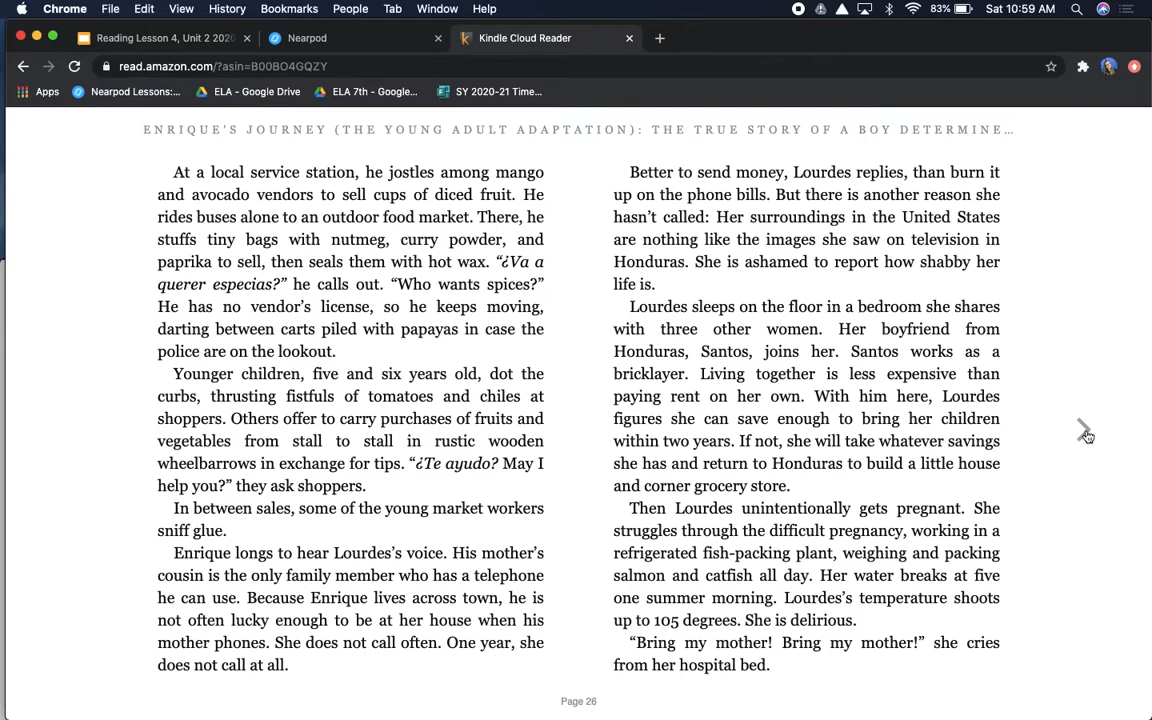 Chrome File Edit View History Bookmarks People Tab Window Help 83% Sat 10:59 AM
Reading Lesson 4, Unit 2 202 Nearpod Kindle Cloud Reader
read.amazon.com/?asin=B00BO4GQZY
Apps Nearpod Lessons:... ELA - Google Drive ELA 7th - Google... SY 2020-21 Time...
ENRIQUE'S JOURNEY (THE YOUNG ADULT ADAPTATION): THE TRUE STORY OF A BOY DETERMINE...
At a local service station, he jostles among mango
and avocado vendors to sell cups of diced fruit. He
rides buses alone to an outdoor food market. There, he
stuffs tiny bags with nutmeg, curry powder, and
paprika to sell, then seals them with hot wax. “¿Va a
querer especias?” he calls out. “Who wants spices?”
He has no vendor’s license, so he keeps moving,
darting between carts piled with papayas in case the
police are on the lookout.
Younger children, five and six years old, dot the
curbs, thrusting fistfuls of tomatoes and chiles at
shoppers. Others offer to carry purchases of fruits and
vegetables from stall to stall in rustic wooden
wheelbarrows in exchange for tips. “¿Te ayudo? May I
help you?” they ask shoppers.
In between sales, some of the young market workers
sniff glue.
Enrique longs to hear Lourdes’s voice. His mother’s
cousin is the only family member who has a telephone
he can use. Because Enrique lives across town, he is
not often lucky enough to be at her house when his
mother phones. She does not call often. One year, she
does not call at all.
Better to send money, Lourdes replies, than burn it
up on the phone bills. But there is another reason she
hasn’t called: Her surroundings in the United States
are nothing like the images she saw on television in
Honduras. She is ashamed to report how shabby her
life is.
Lourdes sleeps on the floor in a bedroom she shares
with three other women. Her boyfriend from
Honduras, Santos, joins her. Santos works as a
bricklayer. Living together is less expensive than
paying rent on her own. With him here, Lourdes
figures she can save enough to bring her children
within two years. If not, she will take whatever savings
she has and return to Honduras to build a little house
and corner grocery store.
Then Lourdes unintentionally gets pregnant. She
struggles through the difficult pregnancy, working in a
refrigerated fish-packing plant, weighing and packing
salmon and catfish all day. Her water breaks at five
one summer morning. Lourdes’s temperature shoots
up to 105 degrees. She is delirious.
“Bring my mother! Bring my mother!” she cries
from her hospital bed.
Page 26